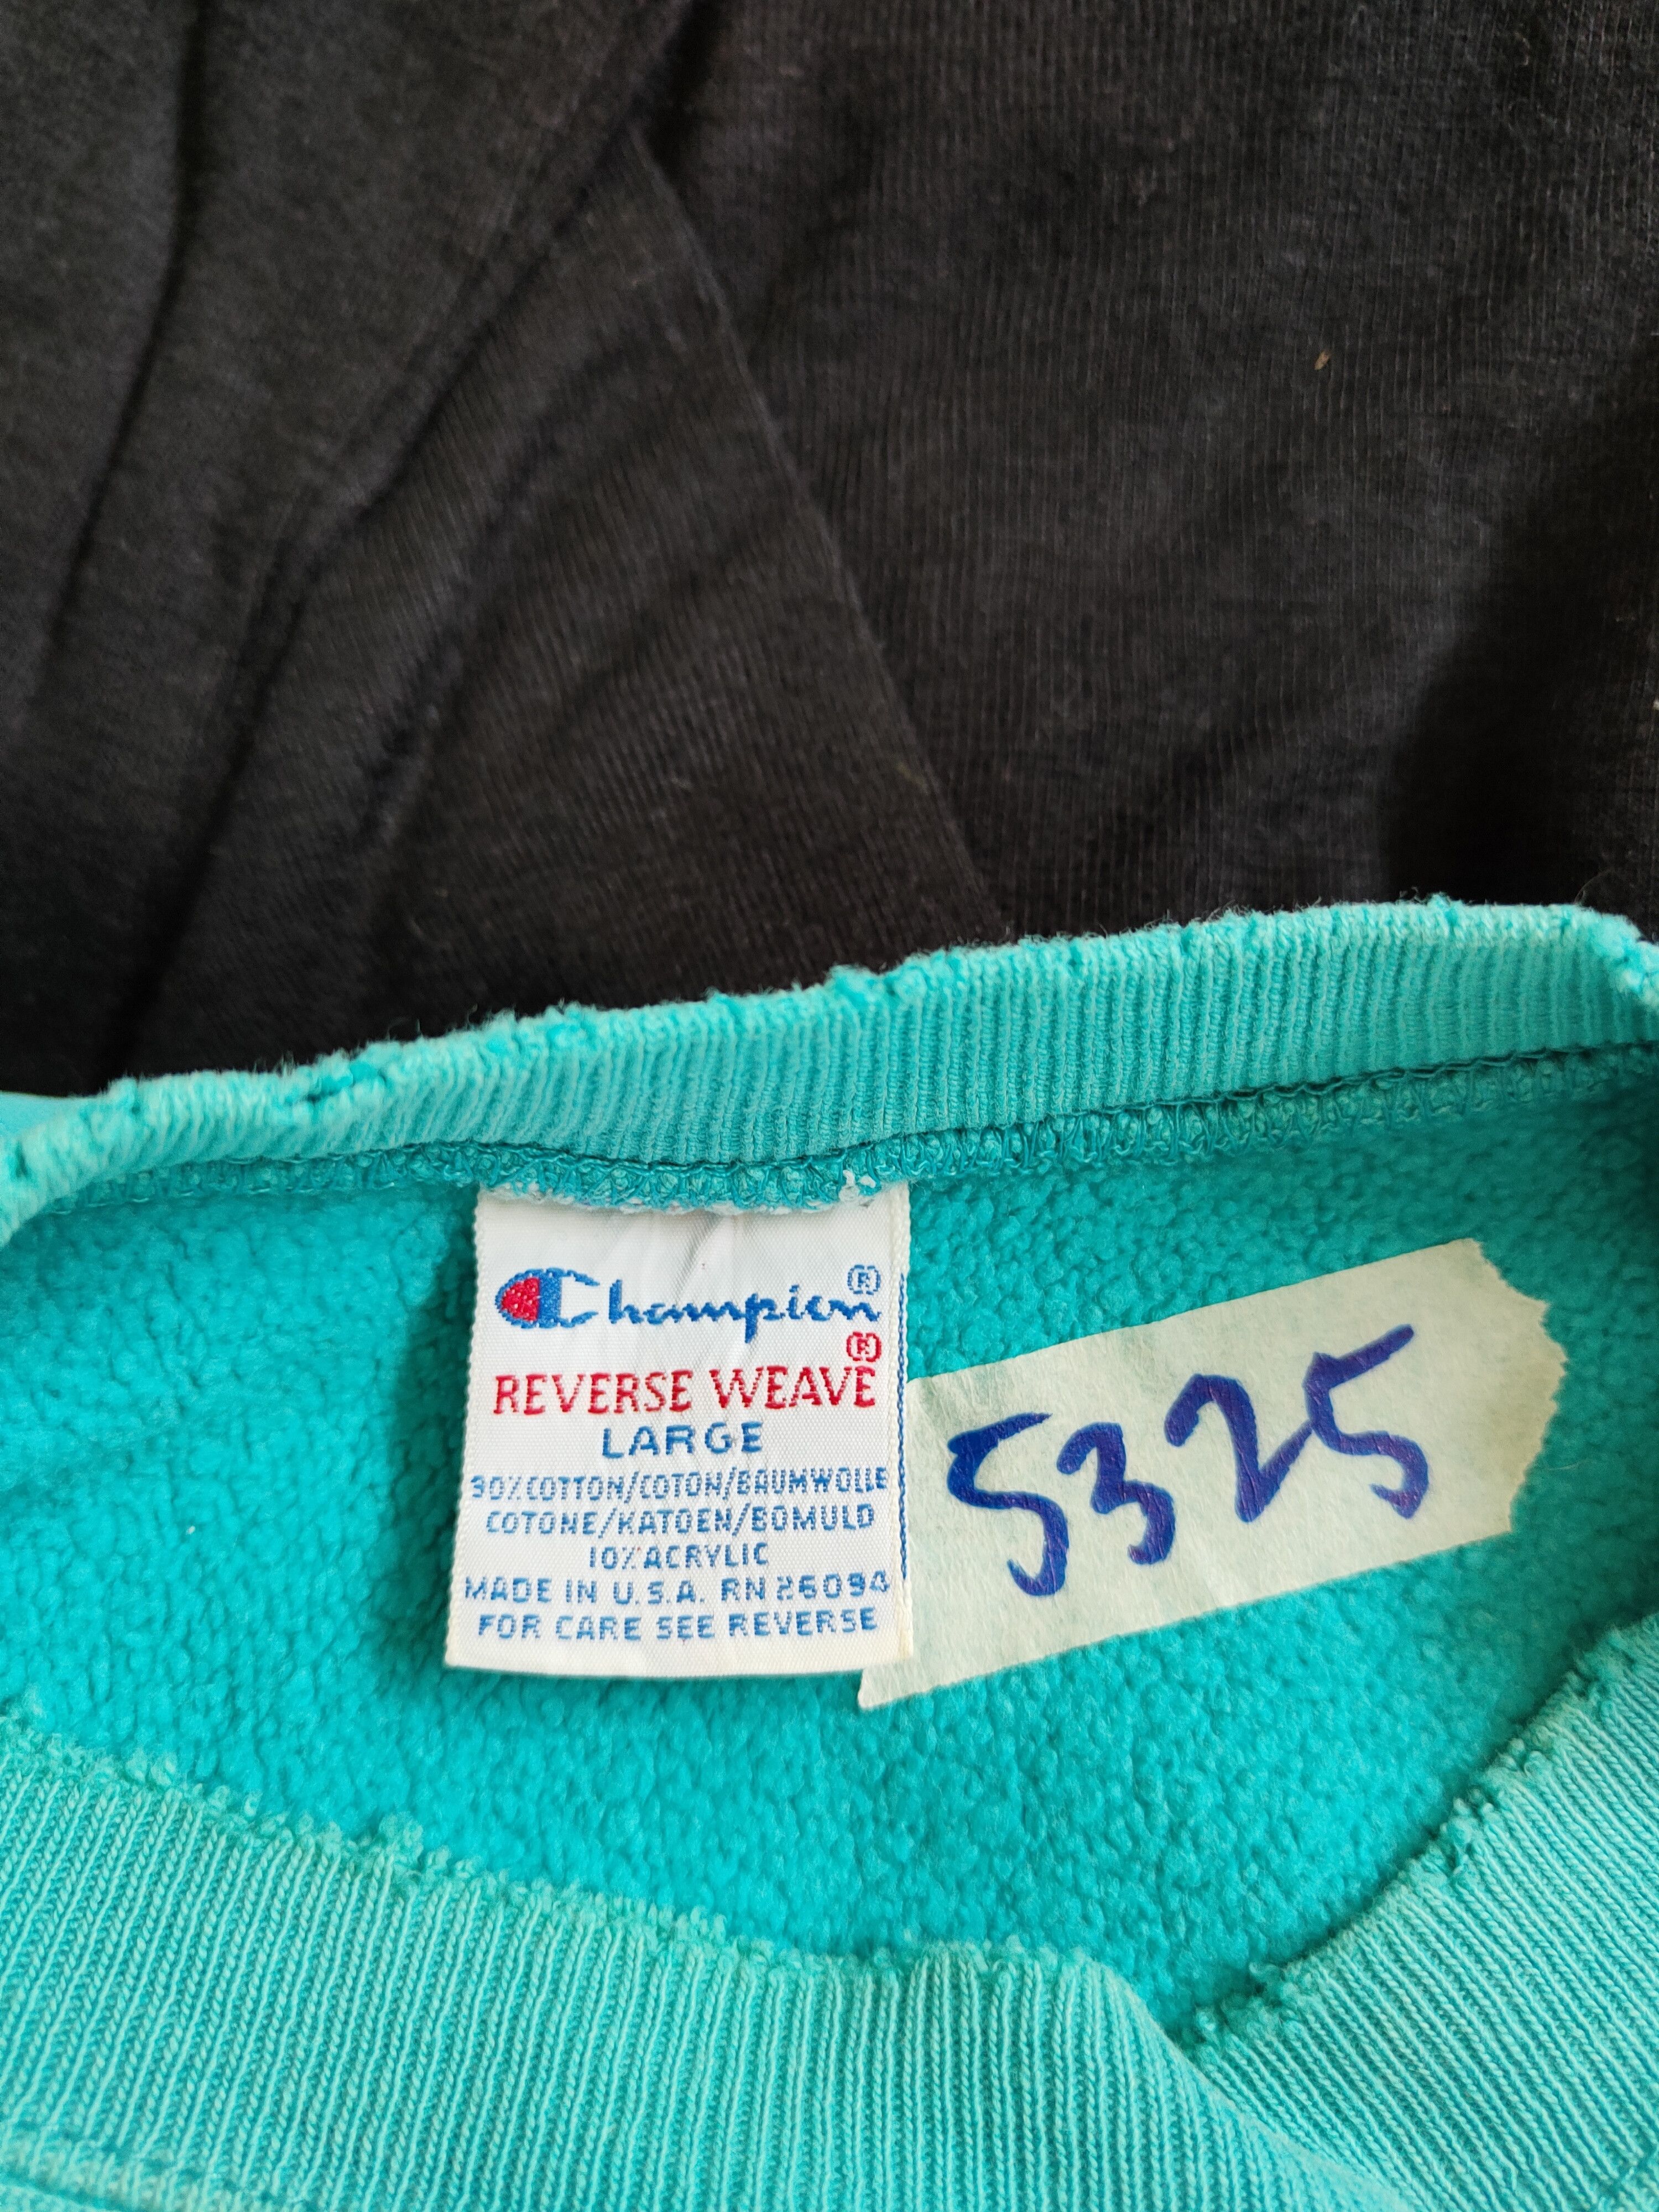 Champion®
REVERSE WEAVE®
LARGE
90% COTTON/COTON/BAUMWOLLE
COTONE/KATOEN/BOMULD
10% ACRYLIC
MADE IN U.S.A. RN 26094
FOR CARE SEE REVERSE
5325